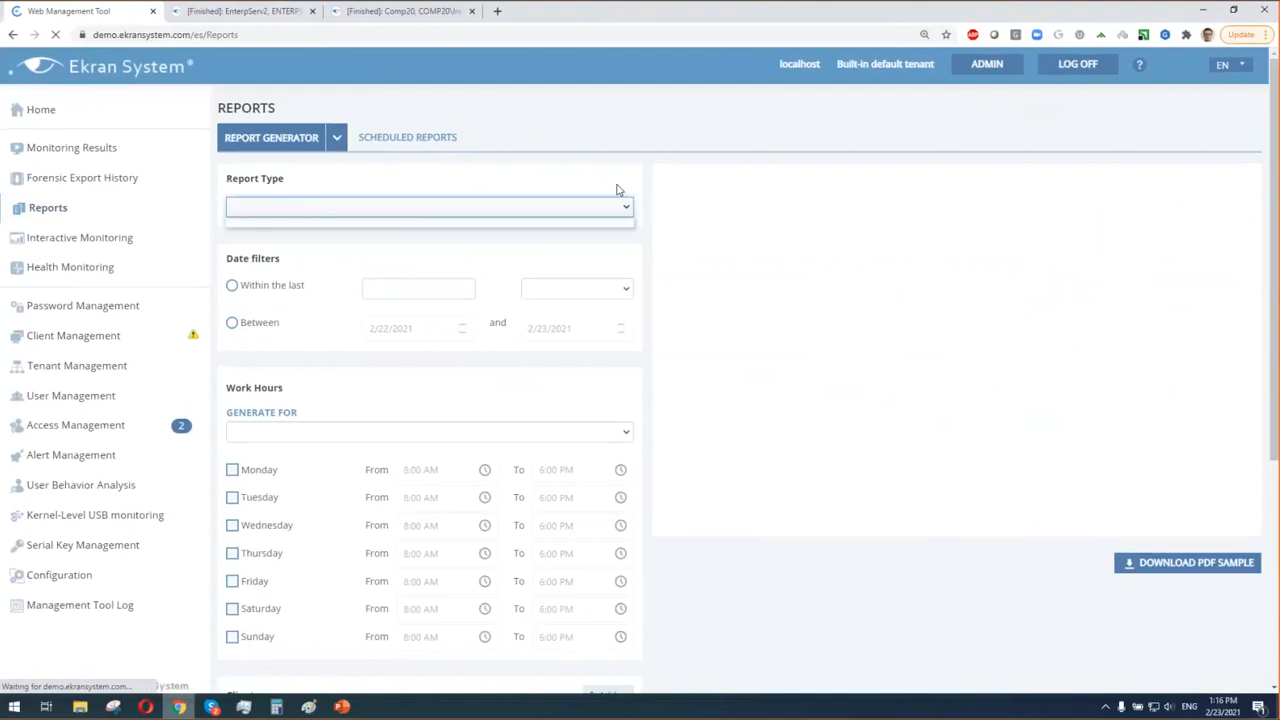 Web Management Tool
[Finished]: EnterpServ2, ENTERPS
[Finished]: Comp20, COMP20\
demo.ekransystem.com/es/Reports
ABP
Update
Ekran System®
localhost
Built-in default tenant
ADMIN
LOG OFF
?
EN
Home
Monitoring Results
Forensic Export History
Reports
Interactive Monitoring
Health Monitoring
Password Management
Client Management
Tenant Management
User Management
Access Management
2
Alert Management
User Behavior Analysis
Kernel-Level USB monitoring
Serial Key Management
Configuration
Management Tool Log
REPORTS
REPORT GENERATOR
SCHEDULED REPORTS
Report Type
Date filters
Within the last
Between
2/22/2021
and
2/23/2021
Work Hours
GENERATE FOR
Monday From 8:00 AM To 6:00 PM
Tuesday From 8:00 AM To 6:00 PM
Wednesday From 8:00 AM To 6:00 PM
Thursday From 8:00 AM To 6:00 PM
Friday From 8:00 AM To 6:00 PM
Saturday From 8:00 AM To 6:00 PM
Sunday From 8:00 AM To 6:00 PM
DOWNLOAD PDF SAMPLE
Waiting for demo.ekransystem.com...
ystem
ENG
1:16 PM
2/23/2021